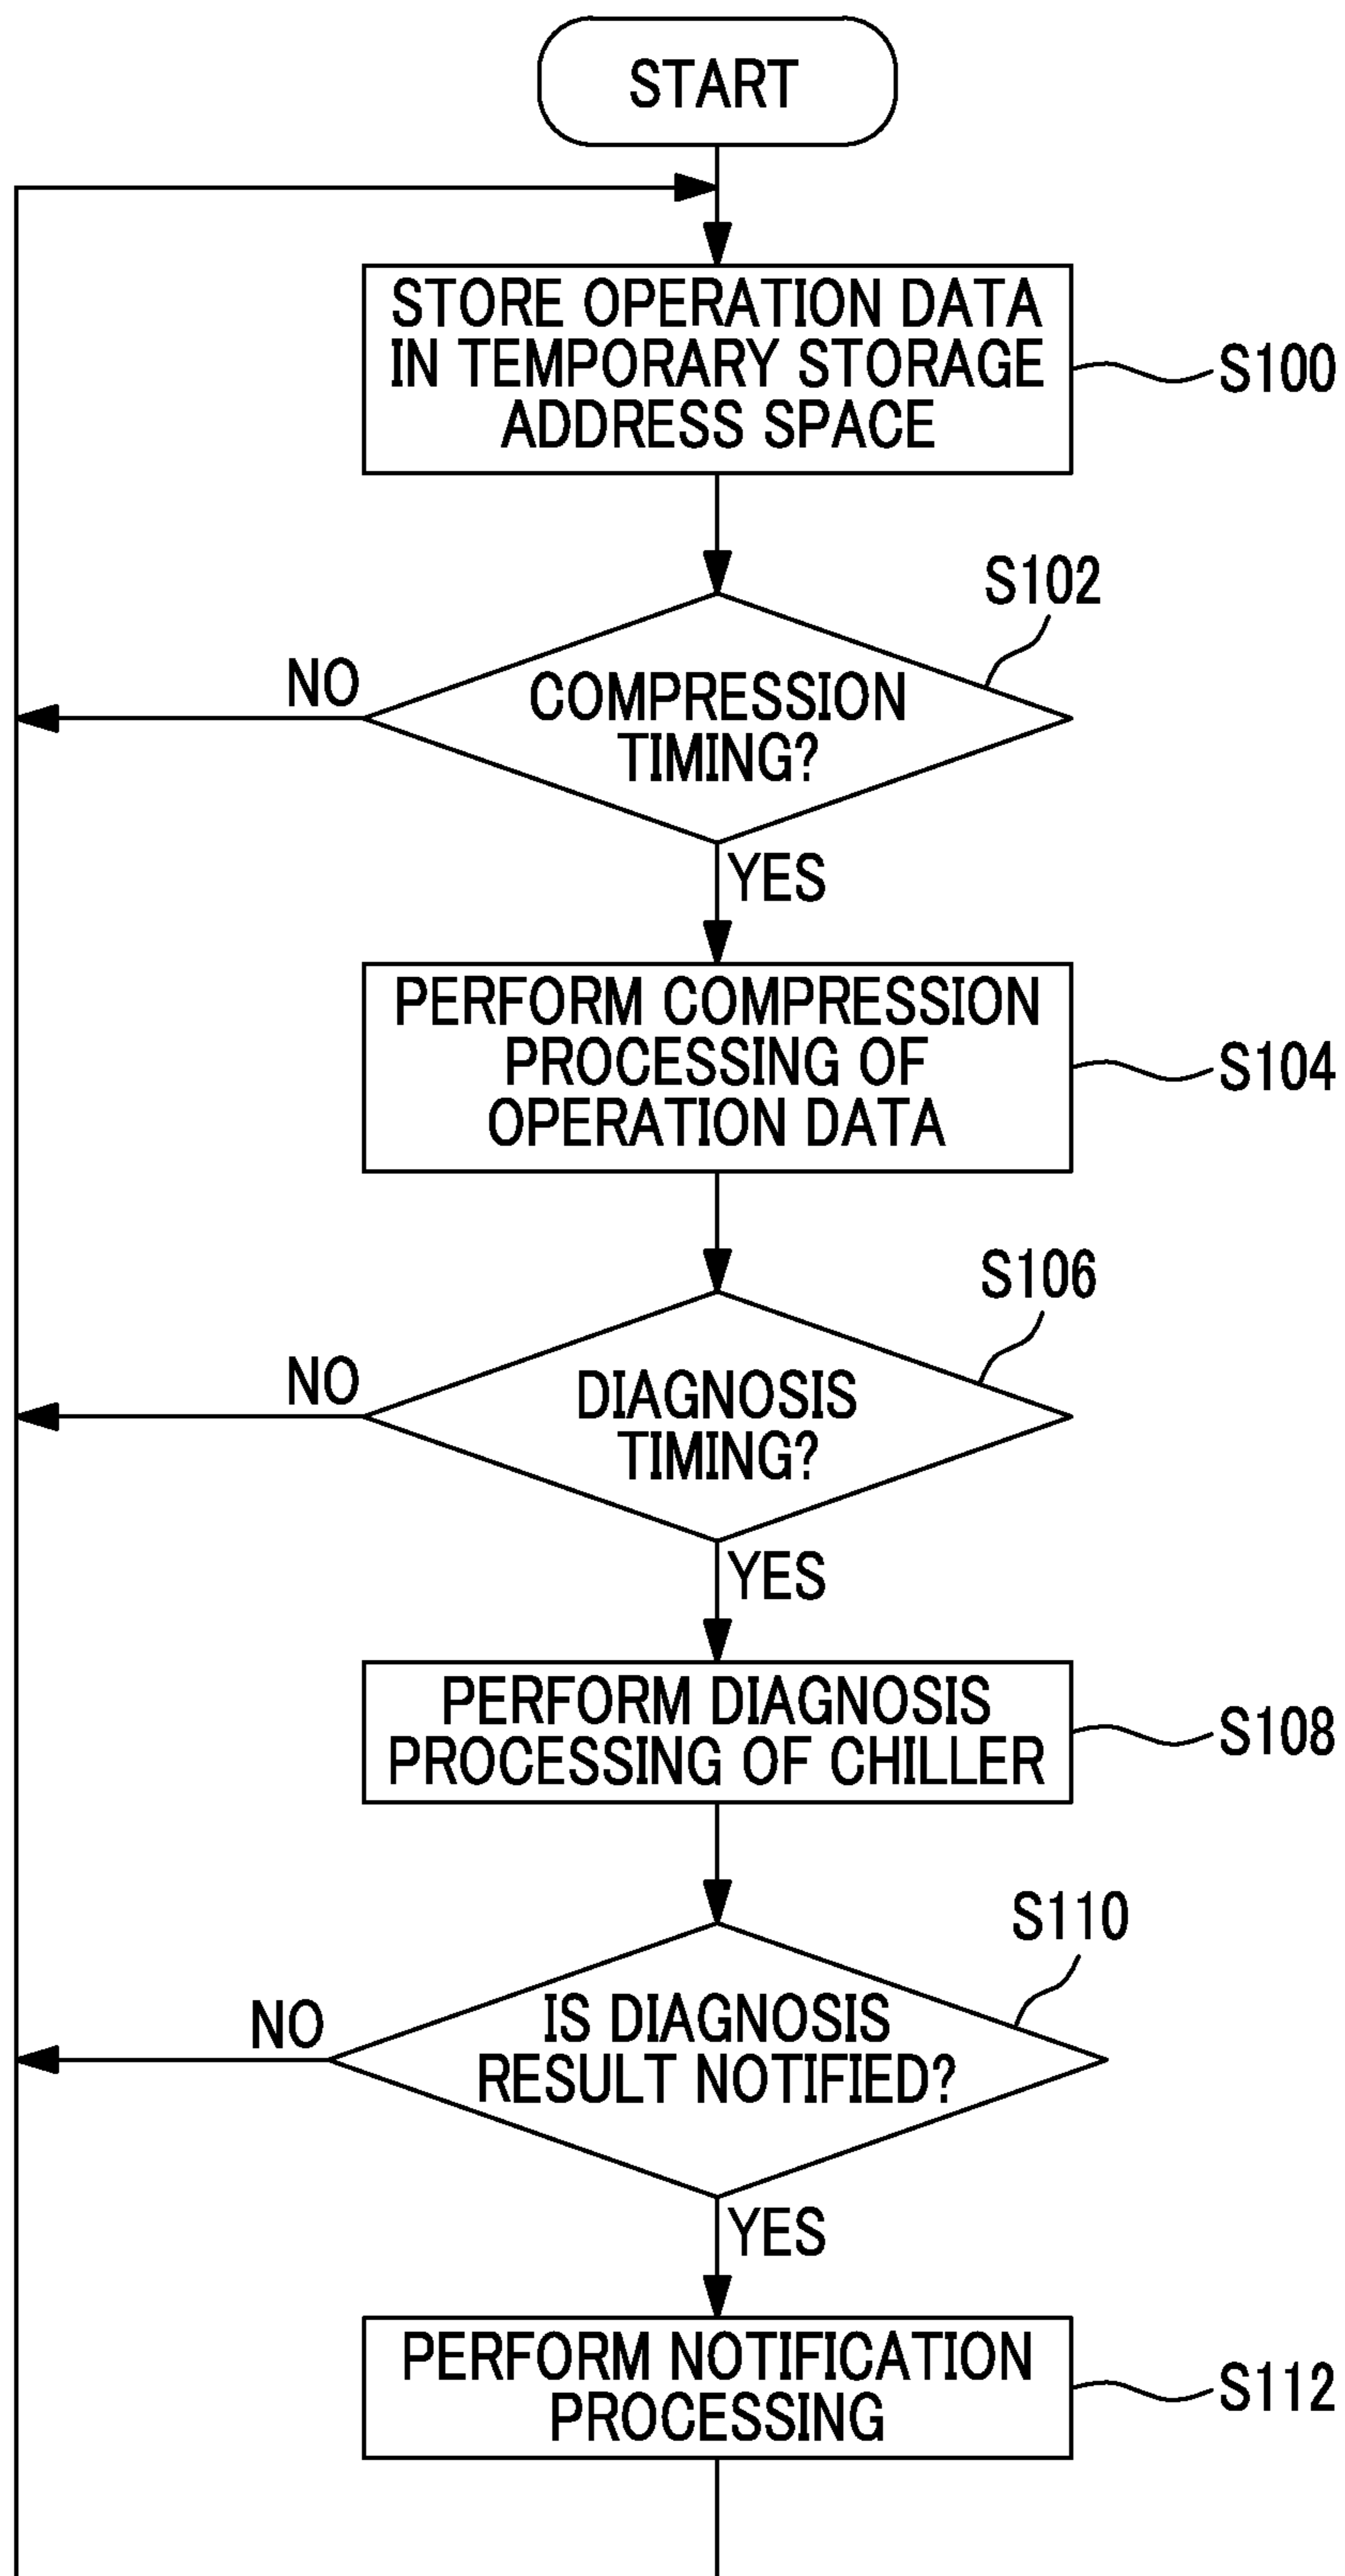 START
STORE OPERATION DATA
IN TEMPORARY STORAGE
ADDRESS SPACE
S100
S102
NO
COMPRESSION
TIMING?
YES
PERFORM COMPRESSION
PROCESSING OF
OPERATION DATA
S104
S106
NO
DIAGNOSIS
TIMING?
YES
PERFORM DIAGNOSIS
PROCESSING OF CHILLER
S108
S110
NO
IS DIAGNOSIS
RESULT NOTIFIED?
YES
PERFORM NOTIFICATION
PROCESSING
S112